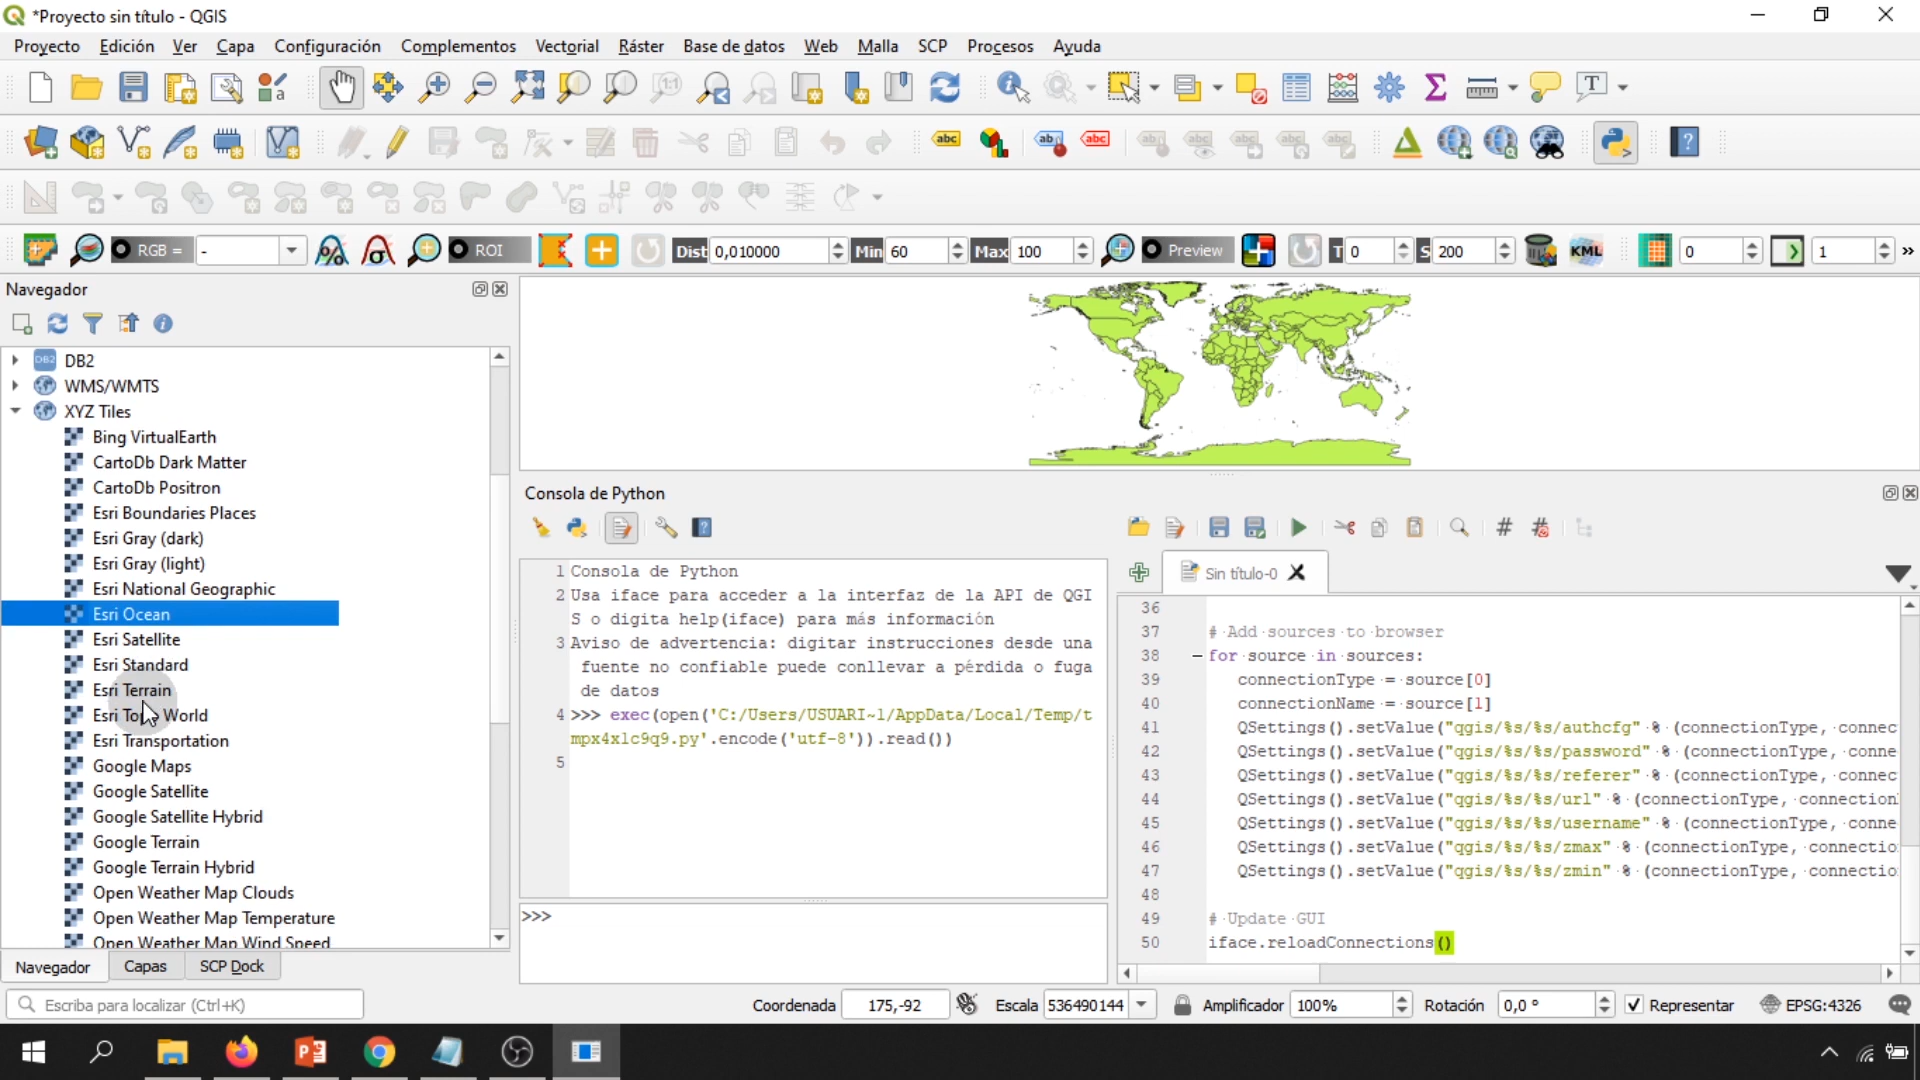 *Proyecto sin título - QGIS
Proyecto Edición Ver Capa Configuración Complementos Vectorial Ráster Base de datos Web Malla SCP Procesos Ayuda
RGB = - ROI Dist 0,010000 Min 60 Max 100 Preview T 0 S 200 KML 0 1 »
Navegador
DB2
WMS/WMTS
XYZ Tiles
Bing VirtualEarth
CartoDb Dark Matter
CartoDb Positron
Esri Boundaries Places
Esri Gray (dark)
Esri Gray (light)
Esri National Geographic
Esri Ocean
Esri Satellite
Esri Standard
Esri Terrain
Esri Topo World
Esri Transportation
Google Maps
Google Satellite
Google Satellite Hybrid
Google Terrain
Google Terrain Hybrid
Open Weather Map Clouds
Open Weather Map Temperature
Open Weather Map Wind Speed
Navegador Capas SCP Dock
Consola de Python
1 Consola de Python
2 Usa iface para acceder a la interfaz de la API de QGI
S o digita help(iface) para más información
3 Aviso de advertencia: digitar instrucciones desde una
fuente no confiable puede conllevar a pérdida o fuga
de datos
4 >>> exec(open('C:/Users/USUARI~1/AppData/Local/Temp/t
mpx4xlc9q9.py'.encode('utf-8')).read())
5
>>>
Sin título-0
36
37 # Add sources to browser
38 for source in sources:
39 connectionType = source[0]
40 connectionName = source[1]
41 QSettings().setValue("qgis/%s/%s/authcfg" % (connectionType, connec
42 QSettings().setValue("qgis/%s/%s/password" % (connectionType, conne
43 QSettings().setValue("qgis/%s/%s/referer" % (connectionType, connec
44 QSettings().setValue("qgis/%s/%s/url" % (connectionType, connection
45 QSettings().setValue("qgis/%s/%s/username" % (connectionType, conne
46 QSettings().setValue("qgis/%s/%s/zmax" % (connectionType, connectio
47 QSettings().setValue("qgis/%s/%s/zmin" % (connectionType, connectio
48
49 # Update GUI
50 iface.reloadConnections()
Escriba para localizar (Ctrl+K) Coordenada 175,-92 Escala 536490144 Amplificador 100% Rotación 0,0 ° Representar EPSG:4326